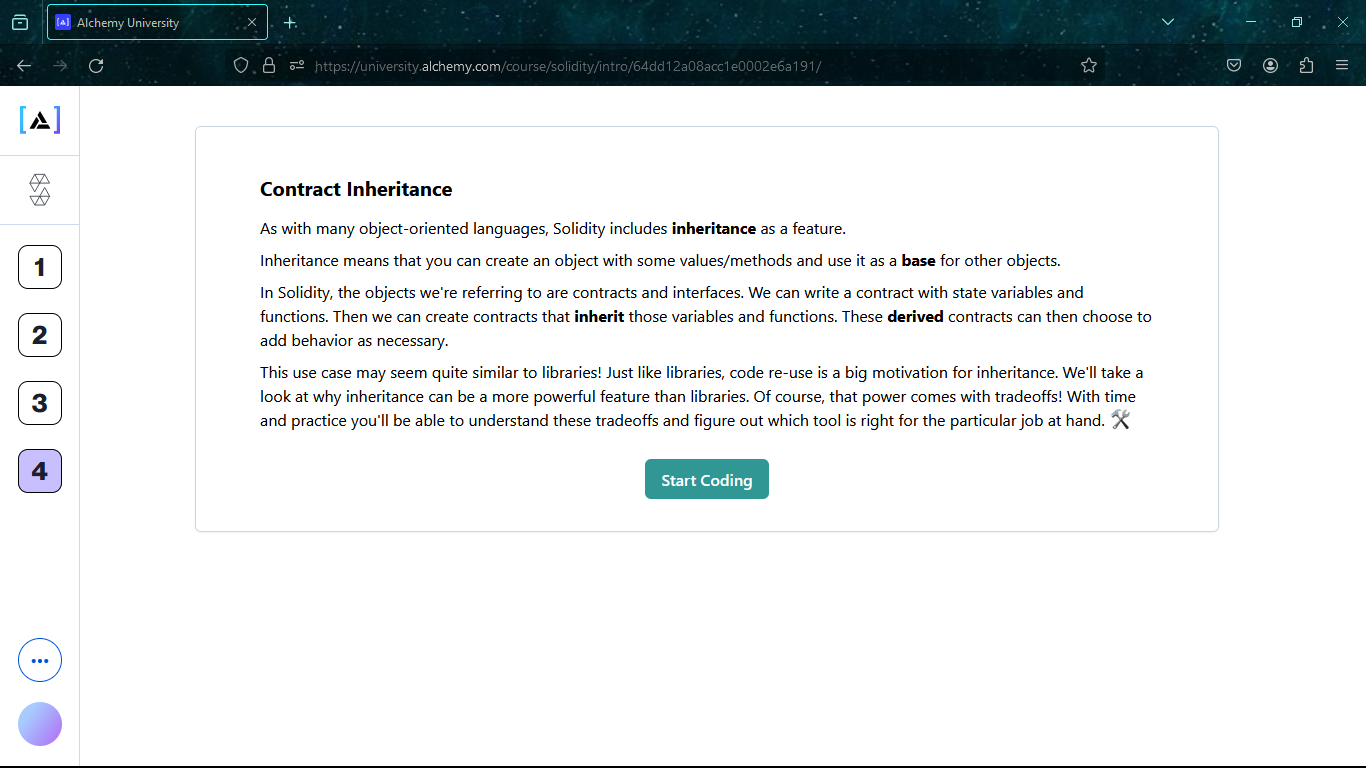 Alchemy University
https://university.alchemy.com/course/solidity/intro/64dd12a08acc1e0002e6a191/
1
2
3
4
Contract Inheritance
As with many object-oriented languages, Solidity includes inheritance as a feature.
Inheritance means that you can create an object with some values/methods and use it as a base for other objects.
In Solidity, the objects we're referring to are contracts and interfaces. We can write a contract with state variables and
functions. Then we can create contracts that inherit those variables and functions. These derived contracts can then choose to
add behavior as necessary.
This use case may seem quite similar to libraries! Just like libraries, code re-use is a big motivation for inheritance. We'll take a
look at why inheritance can be a more powerful feature than libraries. Of course, that power comes with tradeoffs! With time
and practice you'll be able to understand these tradeoffs and figure out which tool is right for the particular job at hand. 🛠️
Start Coding